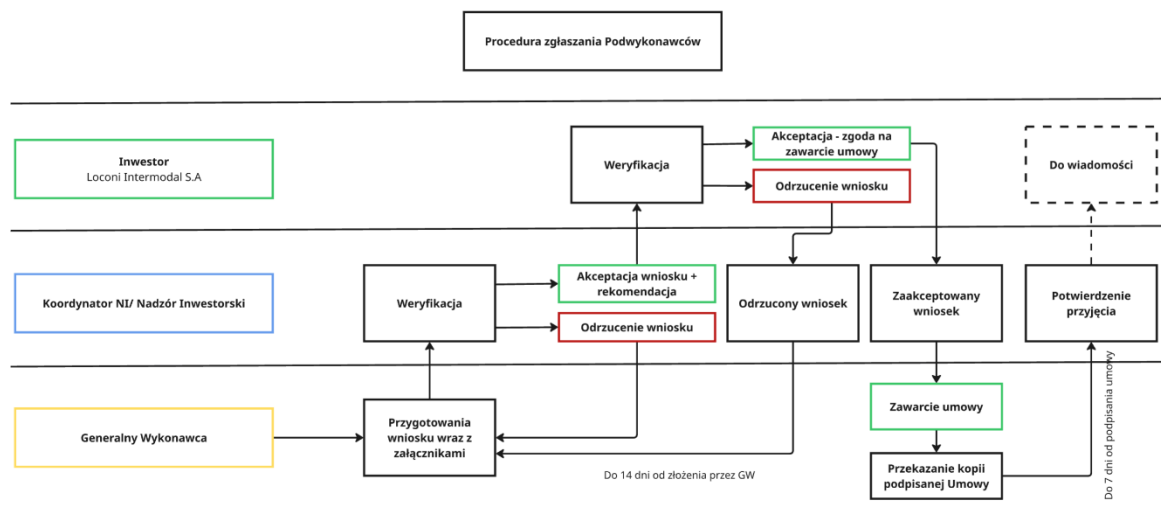 Procedura zgłaszania Podwykonawców
Inwestor
Loconi Intermodal S.A
Weryfikacja
Akceptacja - zgoda na
zawarcie umowy
Odrzucenie wniosku
Do wiadomości
Koordynator NI/ Nadzór Inwestorski
Weryfikacja
Akceptacja wniosku +
rekomendacja
Odrzucenie wniosku
Odrzucony wniosek
Zaakceptowany
wniosek
Potwierdzenie
przyjęcia
Generalny Wykonawca
Przygotowania
wniosku wraz z
załącznikami
Do 14 dni od złożenia przez GW
Zawarcie umowy
Przekazanie kopii
podpisanej Umowy
Do 7 dni od podpisania umowy